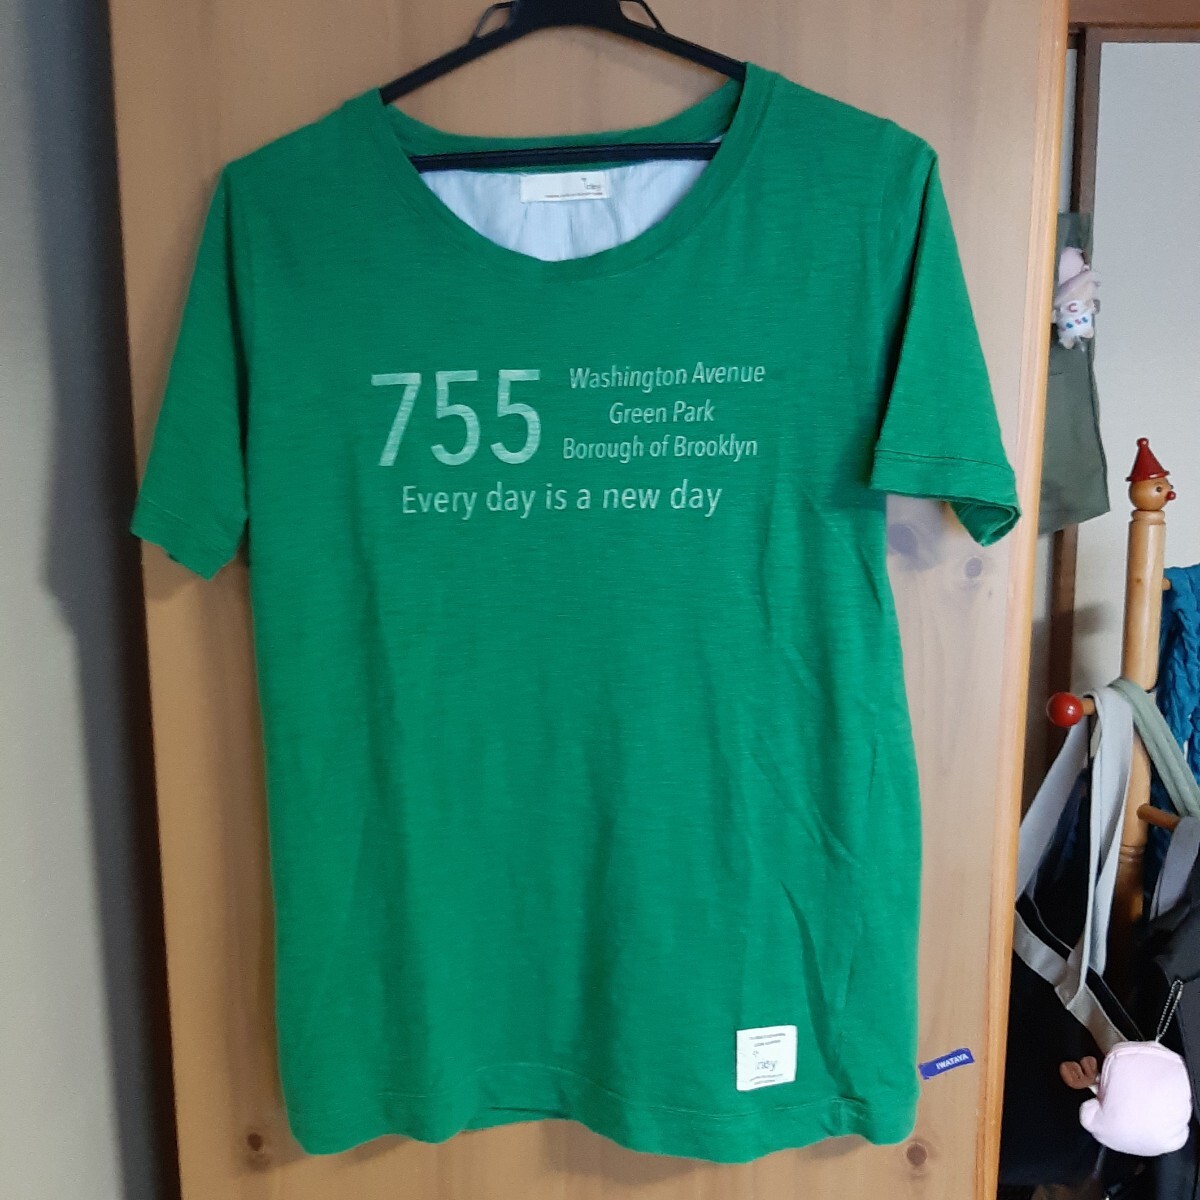 755
Washington Avenue
Green Park
Borough of Brooklyn
Every day is a new day
IWATAYA